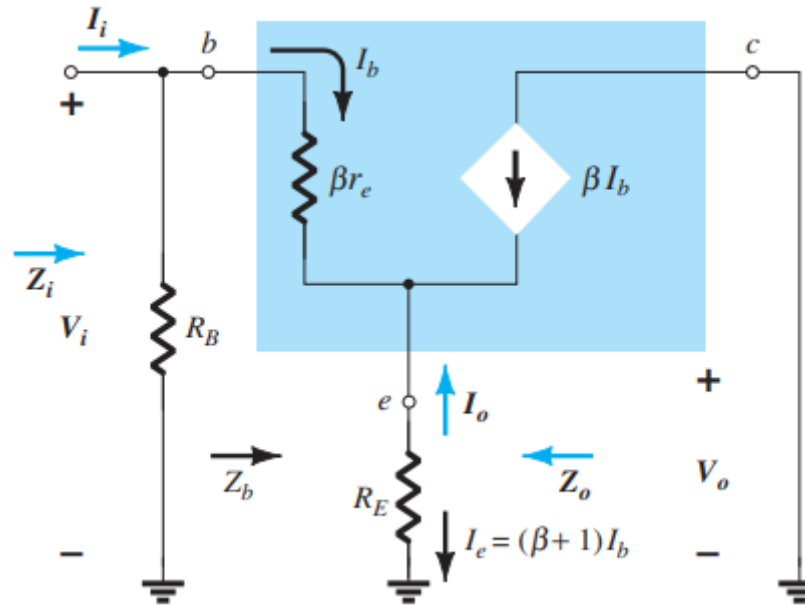 I_i
b
I_b
c
+
βr_e
βI_b
Z_i
V_i
R_B
e
I_o
+
Z_b
R_E
Z_o
V_o
I_e = (β + 1)I_b
−
−